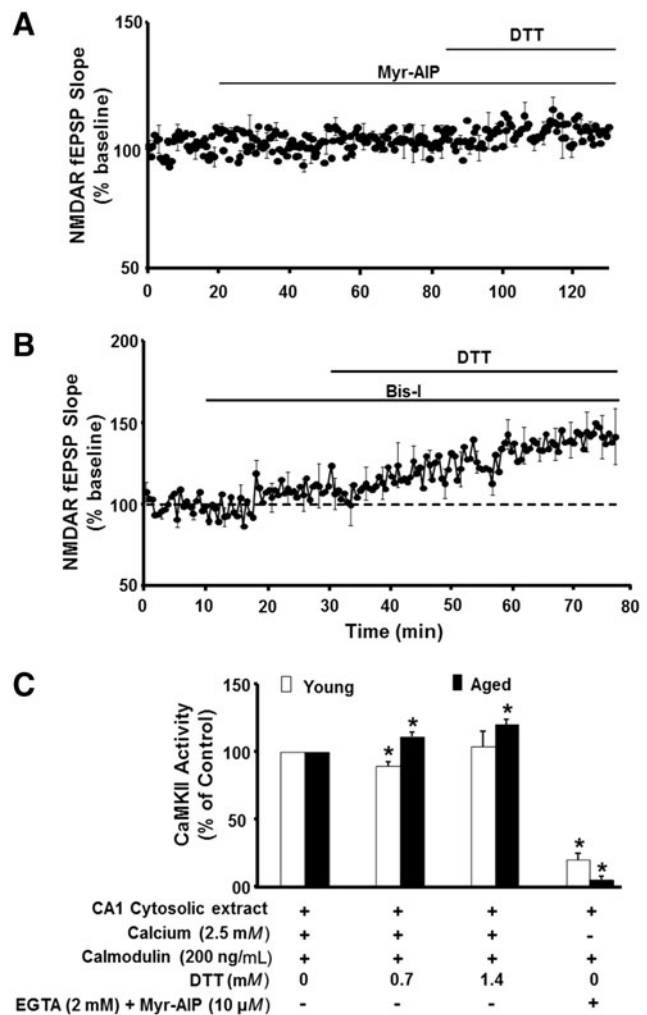 A
150
DTT
Myr-AIP
100
50
NMDAR fEPSP Slope
(% baseline)
0 20 40 60 80 100 120
B
200
DTT
Bis-I
150
100
50
NMDAR fEPSP Slope
(% baseline)
0 10 20 30 40 50 60 70 80
Time (min)
C
150
Young Aged
* * * * *
100
50
00
CaMKII Activity
(% of Control)
CA1 Cytosolic extract + + + +
Calcium (2.5 mM) + + + -
Calmodulin (200 ng/mL) + + + +
DTT (mM) 0 0.7 1.4 0
EGTA (2 mM) + Myr-AIP (10 µM) - - - +